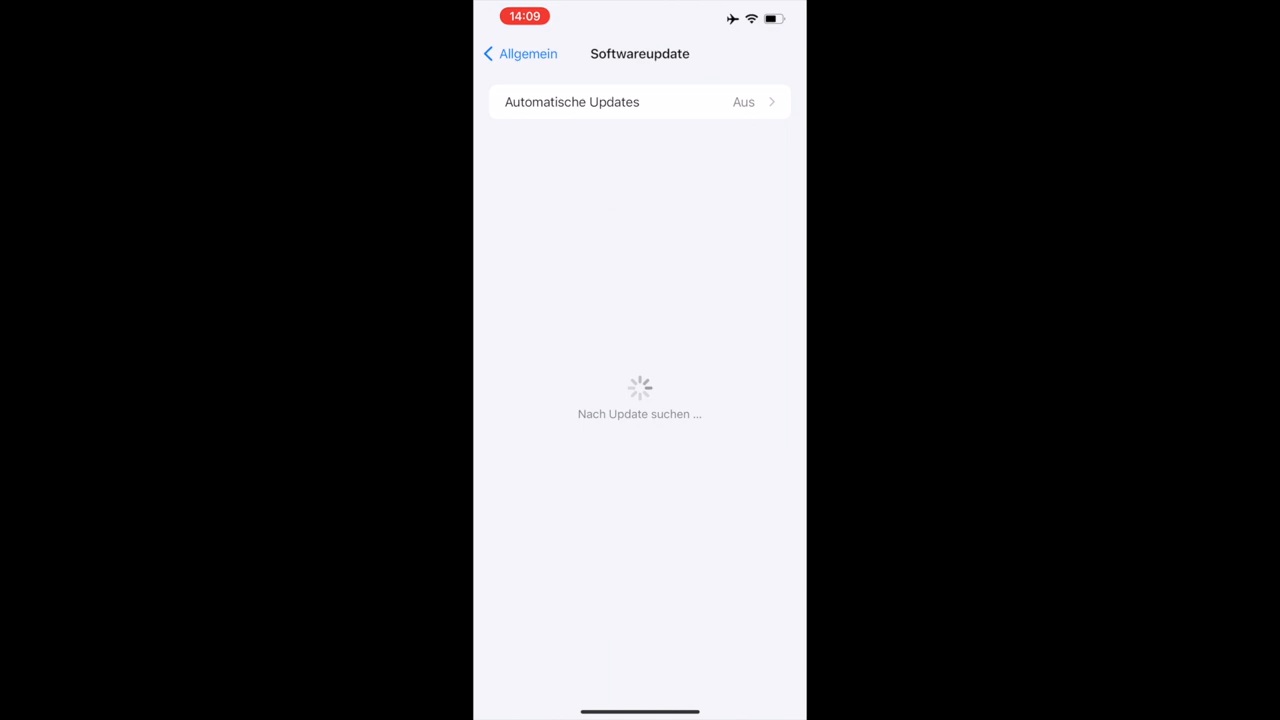 14:09
Allgemein
Softwareupdate
Automatische Updates Aus
Nach Update suchen ...